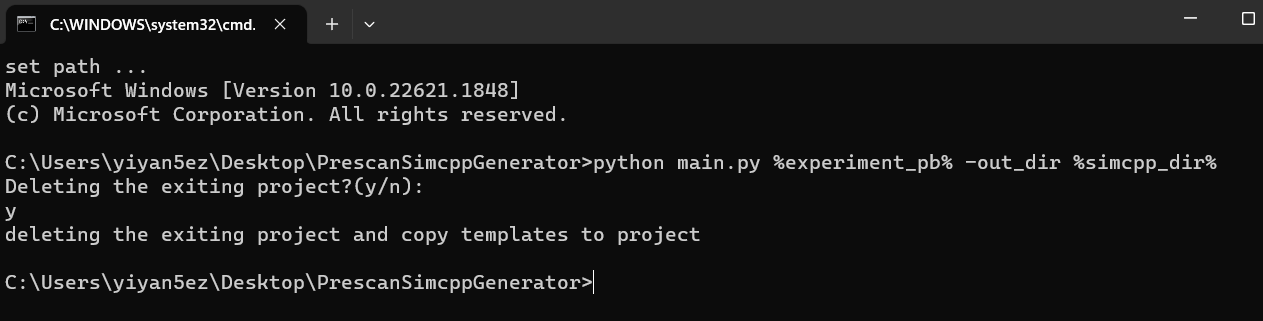 C:\WINDOWS\system32\cmd.
set path ...
Microsoft Windows [Version 10.0.22621.1848]
(c) Microsoft Corporation. All rights reserved.
C:\Users\yiyan5ez\Desktop\PrescanSimcppGenerator>python main.py %experiment_pb% -out_dir %simcpp_dir%
Deleting the exiting project?(y/n):
y
deleting the exiting project and copy templates to project
C:\Users\yiyan5ez\Desktop\PrescanSimcppGenerator>